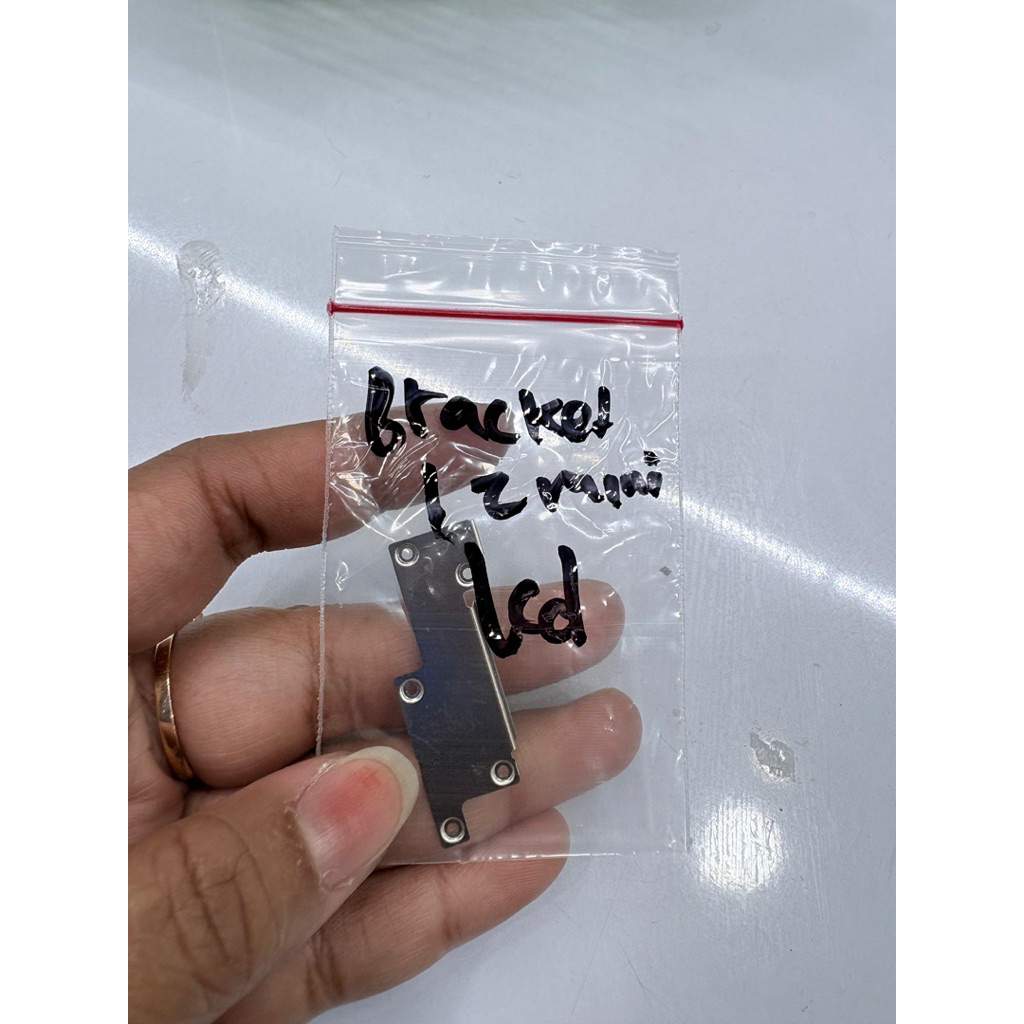 Bracket
12 mini
lcd